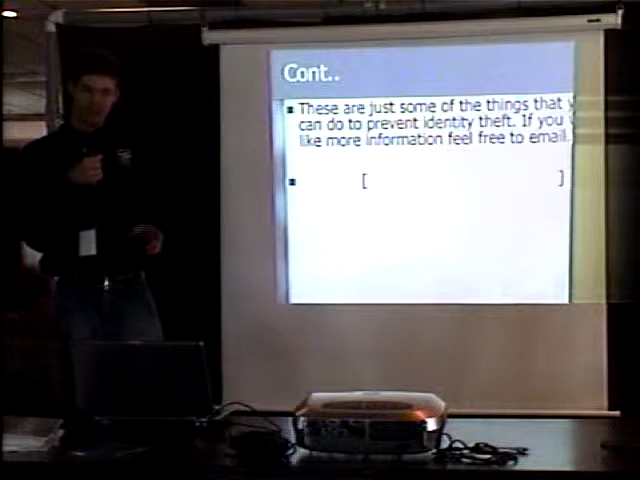 Cont..
▪ These are just some of the things that
can do to prevent identity theft. If you
like more information feel free to email.
▪ [ ]